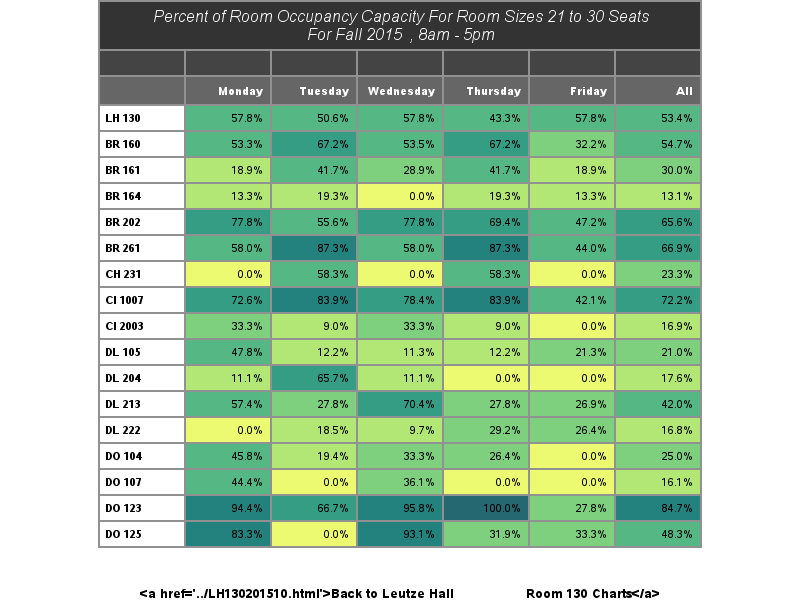 Percent of Room Occupancy Capacity For Room Sizes 21 to 30 Seats
For Fall 2015 , 8am - 5pm
Monday Tuesday Wednesday Thursday Friday All
LH 130 57.8% 50.6% 57.8% 43.3% 57.8% 53.4%
BR 160 53.3% 67.2% 53.5% 67.2% 32.2% 54.7%
BR 161 18.9% 41.7% 28.9% 41.7% 18.9% 30.0%
BR 164 13.3% 19.3% 0.0% 19.3% 13.3% 13.1%
BR 202 77.8% 55.6% 77.8% 69.4% 47.2% 65.6%
BR 261 58.0% 87.3% 58.0% 87.3% 44.0% 66.9%
CH 231 0.0% 58.3% 0.0% 58.3% 0.0% 23.3%
CI 1007 72.6% 83.9% 78.4% 83.9% 42.1% 72.2%
CI 2003 33.3% 9.0% 33.3% 9.0% 0.0% 16.9%
DL 105 47.8% 12.2% 11.3% 12.2% 21.3% 21.0%
DL 204 11.1% 65.7% 11.1% 0.0% 0.0% 17.6%
DL 213 57.4% 27.8% 70.4% 27.8% 26.9% 42.0%
DL 222 0.0% 18.5% 9.7% 29.2% 26.4% 16.8%
DO 104 45.8% 19.4% 33.3% 26.4% 0.0% 25.0%
DO 107 44.4% 0.0% 36.1% 0.0% 0.0% 16.1%
DO 123 94.4% 66.7% 95.8% 100.0% 27.8% 84.7%
DO 125 83.3% 0.0% 93.1% 31.9% 33.3% 48.3%
<a href='../LH130201510.html'>Back to Leutze Hall Room 130 Charts</a>